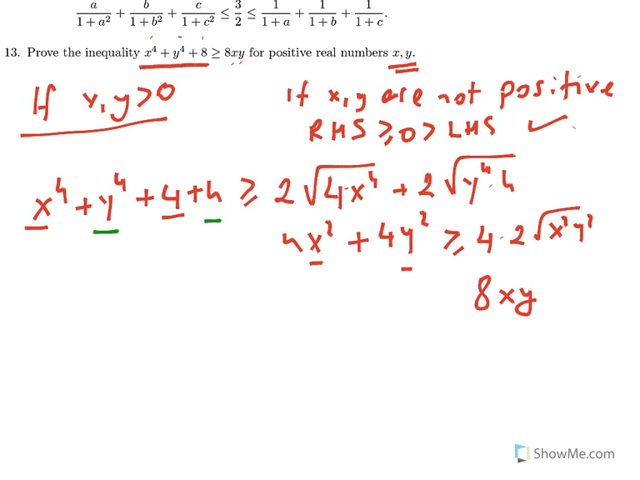 a/(1+a²) + b/(1+b²) + c/(1+c²) ≤ 3/2 ≤ 1/(1+a) + 1/(1+b) + 1/(1+c).
13. Prove the inequality x⁴ + y⁴ + 8 ≥ 8xy for positive real numbers x, y.
If x,y>0
if x,y are not positive
RHS ≥ 0 > LHS ✓
x⁴ + y⁴ + 4 + 4 ≥ 2√(4·x⁴) + 2√(y⁴·4)
4x² + 4y² ≥ 4·2√(x²y²)
8xy
ShowMe.com